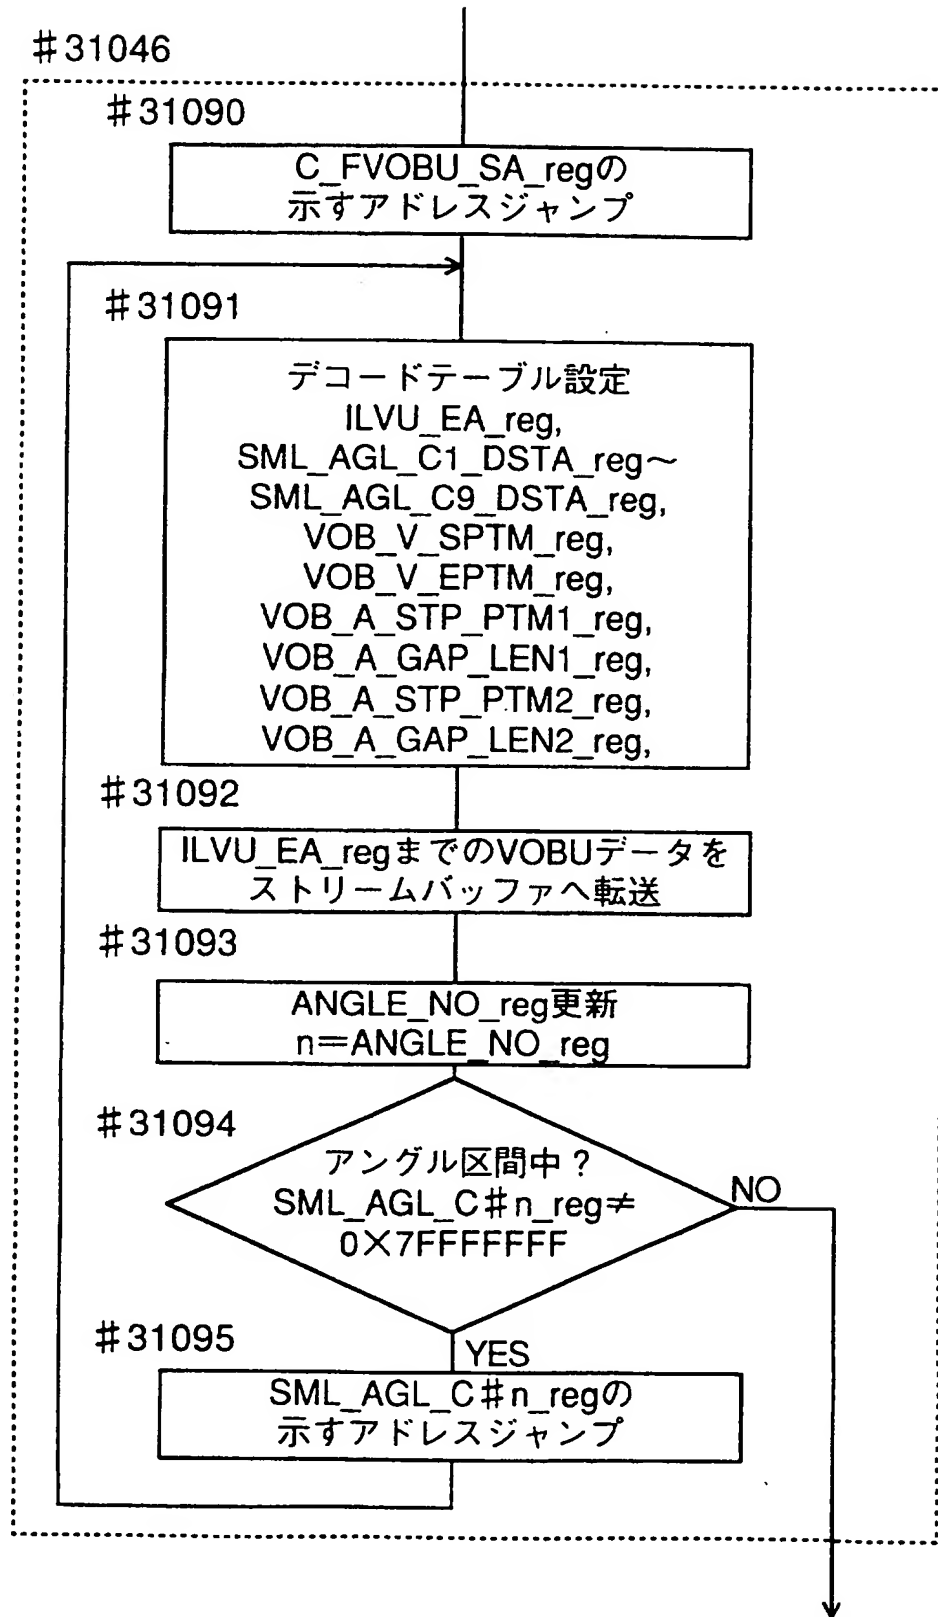 #31046
#31090
C_FVOBU_SA_regの
示すアドレスジャンプ
#31091
デコードテーブル設定
ILVU_EA_reg,
SML_AGL_C1_DSTA_reg～
SML_AGL_C9_DSTA_reg,
VOB_V_SPTM_reg,
VOB_V_EPTM_reg,
VOB_A_STP_PTM1_reg,
VOB_A_GAP_LEN1_reg,
VOB_A_STP_PTM2_reg,
VOB_A_GAP_LEN2_reg,
#31092
ILVU_EA_regまでのVOBUデータを
ストリームバッファへ転送
#31093
ANGLE_NO_reg更新
n=ANGLE_NO_reg
#31094
アングル区間中？
SML_AGL_C#n_reg≠
0×7FFFFFFF
NO
#31095
YES
SML_AGL_C#n_regの
示すアドレスジャンプ